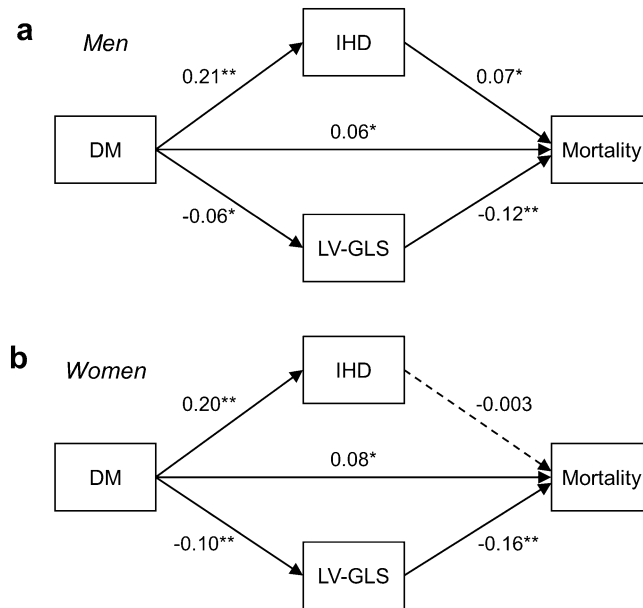 a
Men
IHD
0.21**
0.07*
DM
0.06*
Mortality
-0.06*
-0.12**
LV-GLS
b
Women
IHD
0.20**
-0.003
DM
0.08*
Mortality
-0.10**
-0.16**
LV-GLS